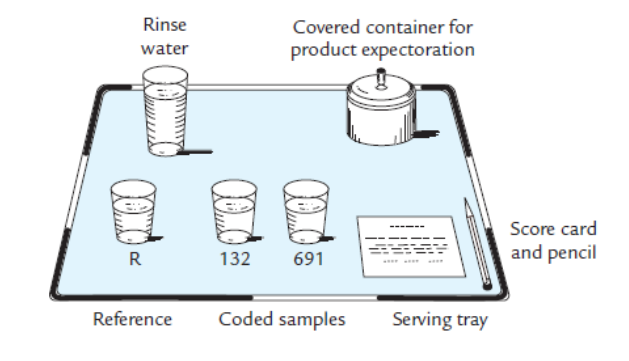 Rinse
water
Covered container for
product expectoration
R
132
691
Score card
and pencil
Reference
Coded samples
Serving tray